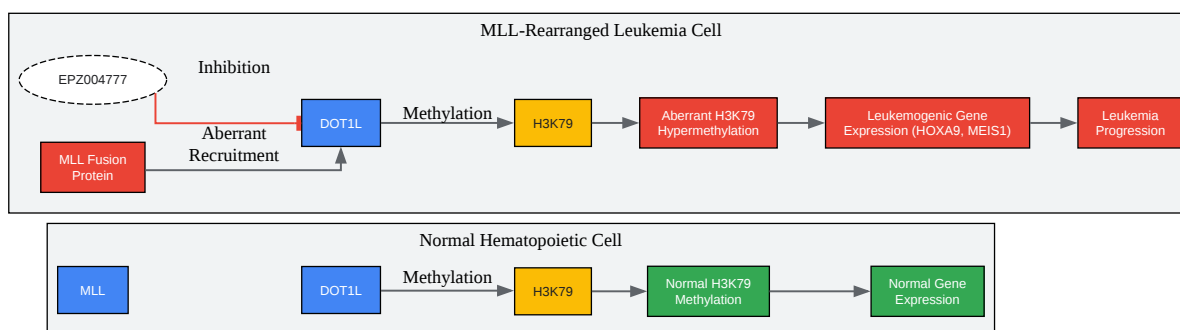 MLL-Rearranged Leukemia Cell
EPZ004777
Inhibition
DOT1L
Methylation
H3K79
Aberrant H3K79
Hypermethylation
Leukemogenic Gene
Expression (HOXA9, MEIS1)
Leukemia
Progression
Aberrant
Recruitment
MLL Fusion
Protein
Normal Hematopoietic Cell
MLL
DOT1L
Methylation
H3K79
Normal H3K79
Methylation
Normal Gene
Expression